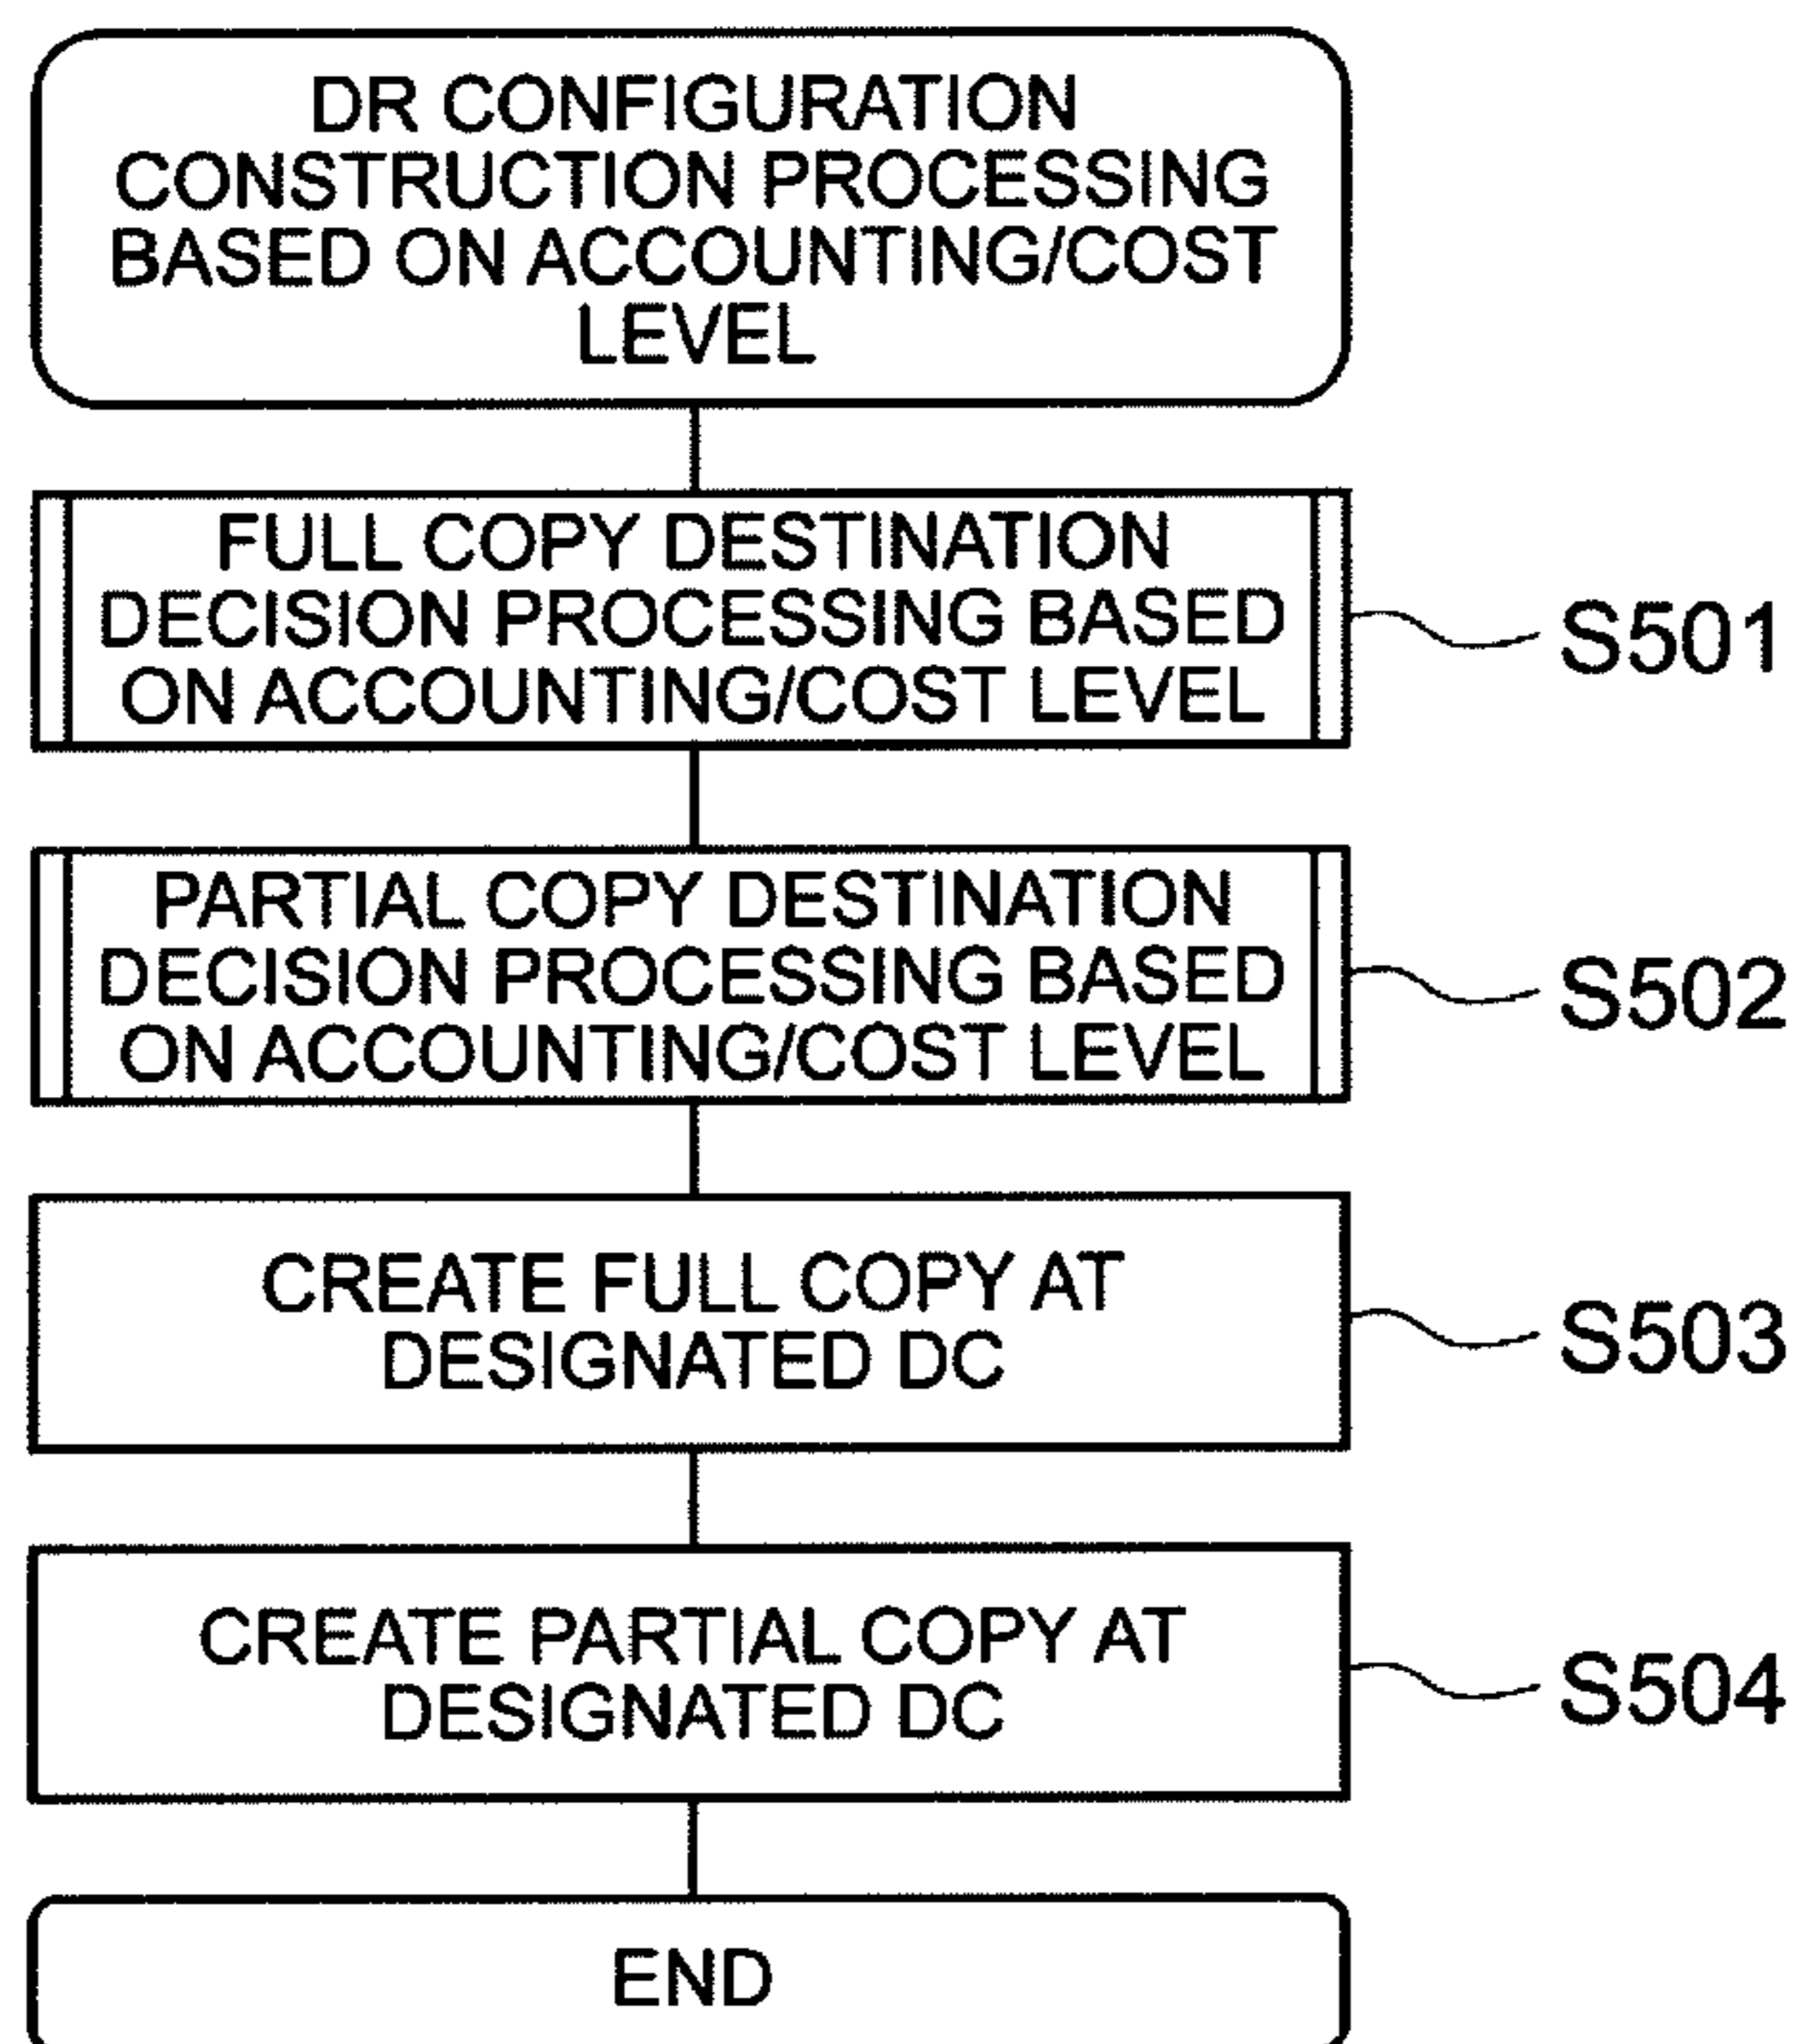 DR CONFIGURATION
CONSTRUCTION PROCESSING
BASED ON ACCOUNTING/COST
LEVEL
FULL COPY DESTINATION
DECISION PROCESSING BASED
ON ACCOUNTING/COST LEVEL
S501
PARTIAL COPY DESTINATION
DECISION PROCESSING BASED
ON ACCOUNTING/COST LEVEL
S502
CREATE FULL COPY AT
DESIGNATED DC
S503
CREATE PARTIAL COPY AT
DESIGNATED DC
S504
END